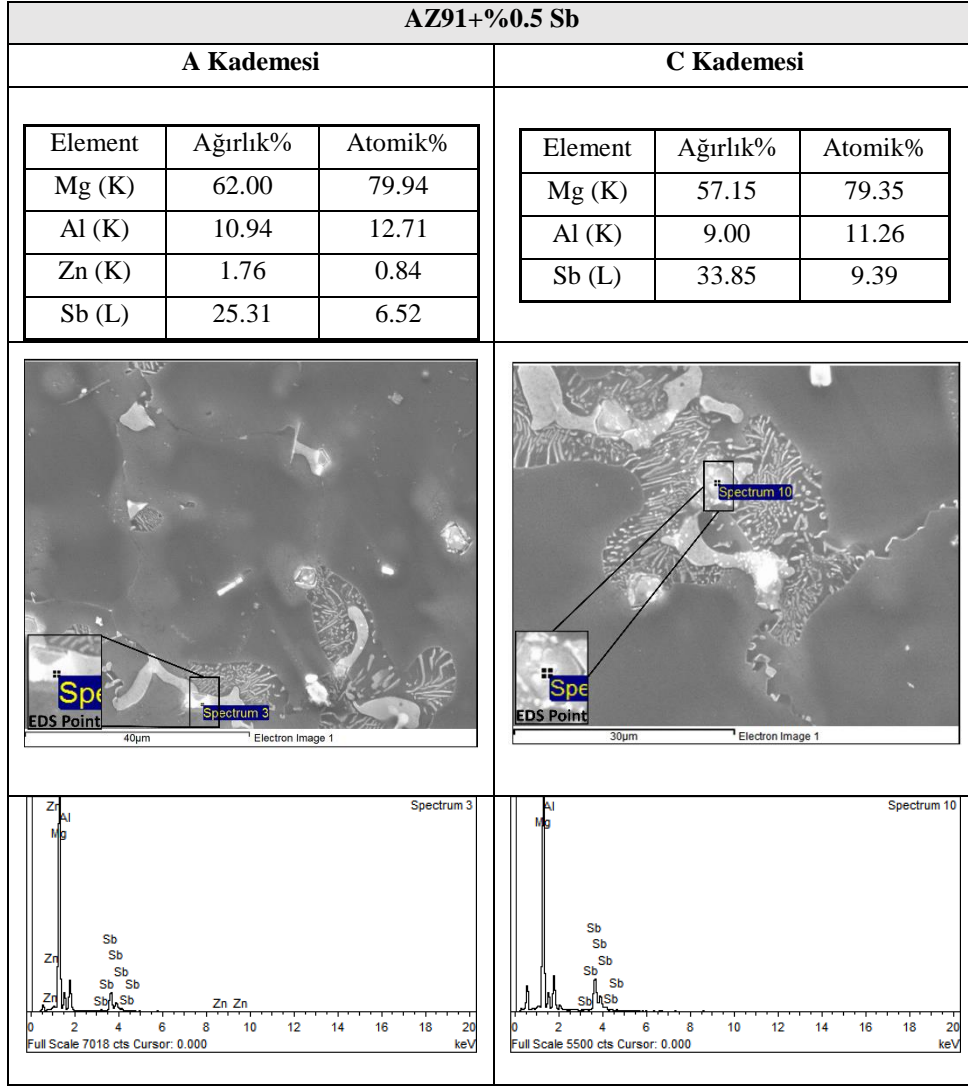 AZ91+%0.5 Sb
A Kademesi
C Kademesi
Element Ağırlık% Atomik%
Mg (K) 62.00 79.94
Al (K) 10.94 12.71
Zn (K) 1.76 0.84
Sb (L) 25.31 6.52
Element Ağırlık% Atomik%
Mg (K) 57.15 79.35
Al (K) 9.00 11.26
Sb (L) 33.85 9.39
Spe
EDS Point
Spectrum 3
40µm Electron Image 1
Spectrum 10
Spe
EDS Point
30µm Electron Image 1
Spectrum 3
Zn
Al
Mg
Sb
Sb
Zn
Sb
Sb
Zn
Sb
Sb
Zn Zn
0 2 4 6 8 10 12 14 16 18 20
Full Scale 7018 cts Cursor: 0.000 keV
Spectrum 10
Al
Mg
Sb
Sb
Sb
Sb
Sb
Sb
Sb
0 2 4 6 8 10 12 14 16 18 20
Full Scale 5500 cts Cursor: 0.000 keV